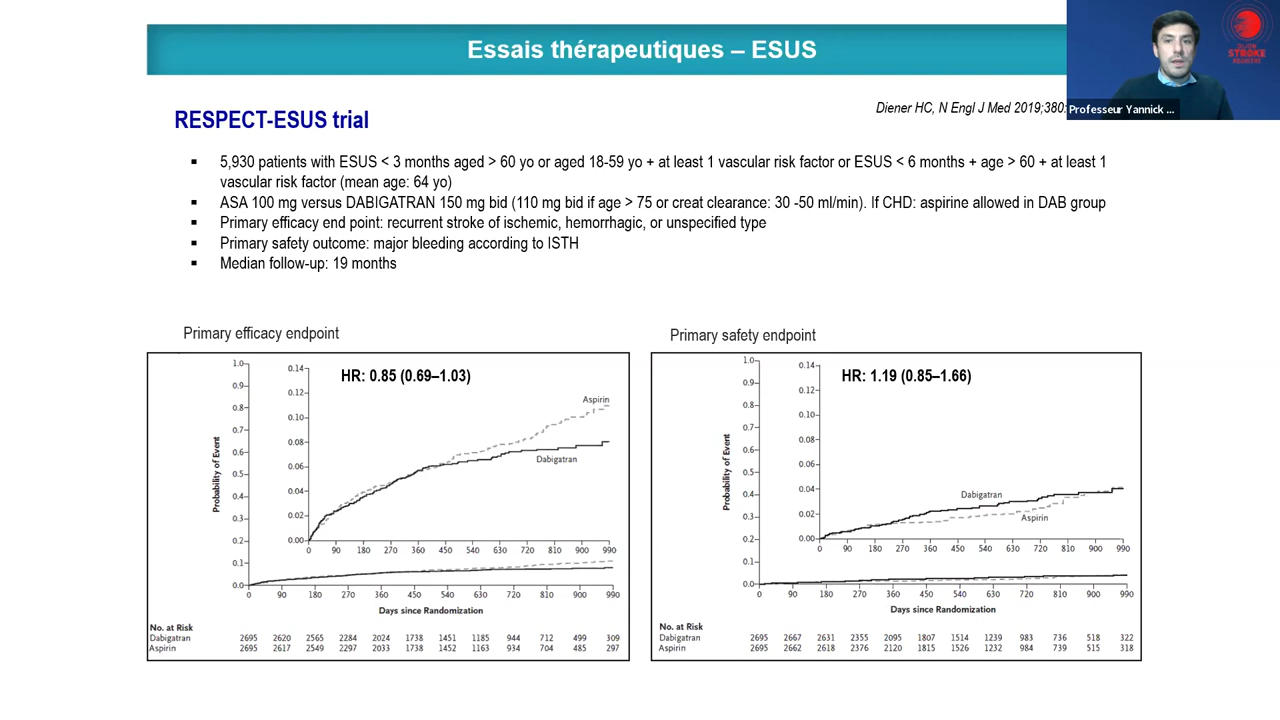 Essais thérapeutiques – ESUS
DIJON
STROKE
REGISTRY
Professeur Yannick ...
Diener HC, N Engl J Med 2019;380:
RESPECT-ESUS trial
▪ 5,930 patients with ESUS < 3 months aged > 60 yo or aged 18-59 yo + at least 1 vascular risk factor or ESUS < 6 months + age > 60 + at least 1
vascular risk factor (mean age: 64 yo)
▪ ASA 100 mg versus DABIGATRAN 150 mg bid (110 mg bid if age > 75 or creat clearance: 30 -50 ml/min). If CHD: aspirine allowed in DAB group
▪ Primary efficacy end point: recurrent stroke of ischemic, hemorrhagic, or unspecified type
▪ Primary safety outcome: major bleeding according to ISTH
▪ Median follow-up: 19 months
Primary efficacy endpoint
HR: 0.85 (0.69–1.03)
Probability of Event
1.0
0.9
0.8
0.7
0.6
0.5
0.4
0.3
0.2
0.1
0.0
0.14
0.12
0.10
0.08
0.06
0.04
0.02
0.00
Aspirin
Dabigatran
0 90 180 270 360 450 540 630 720 810 900 990
0 90 180 270 360 450 540 630 720 810 900 990
Days since Randomization
No. at Risk
Dabigatran 2695 2620 2565 2284 2024 1738 1451 1185 944 712 499 309
Aspirin 2695 2617 2549 2297 2033 1738 1452 1163 934 704 485 297
Primary safety endpoint
HR: 1.19 (0.85–1.66)
Probability of Event
1.0
0.9
0.8
0.7
0.6
0.5
0.4
0.3
0.2
0.1
0.0
0.14
0.12
0.10
0.08
0.06
0.04
0.02
0.00
Dabigatran
Aspirin
0 90 180 270 360 450 540 630 720 810 900 990
0 90 180 270 360 450 540 630 720 810 900 990
Days since Randomization
No. at Risk
Dabigatran 2695 2667 2631 2355 2095 1807 1514 1239 983 736 518 322
Aspirin 2695 2662 2618 2376 2120 1815 1526 1232 984 739 515 318